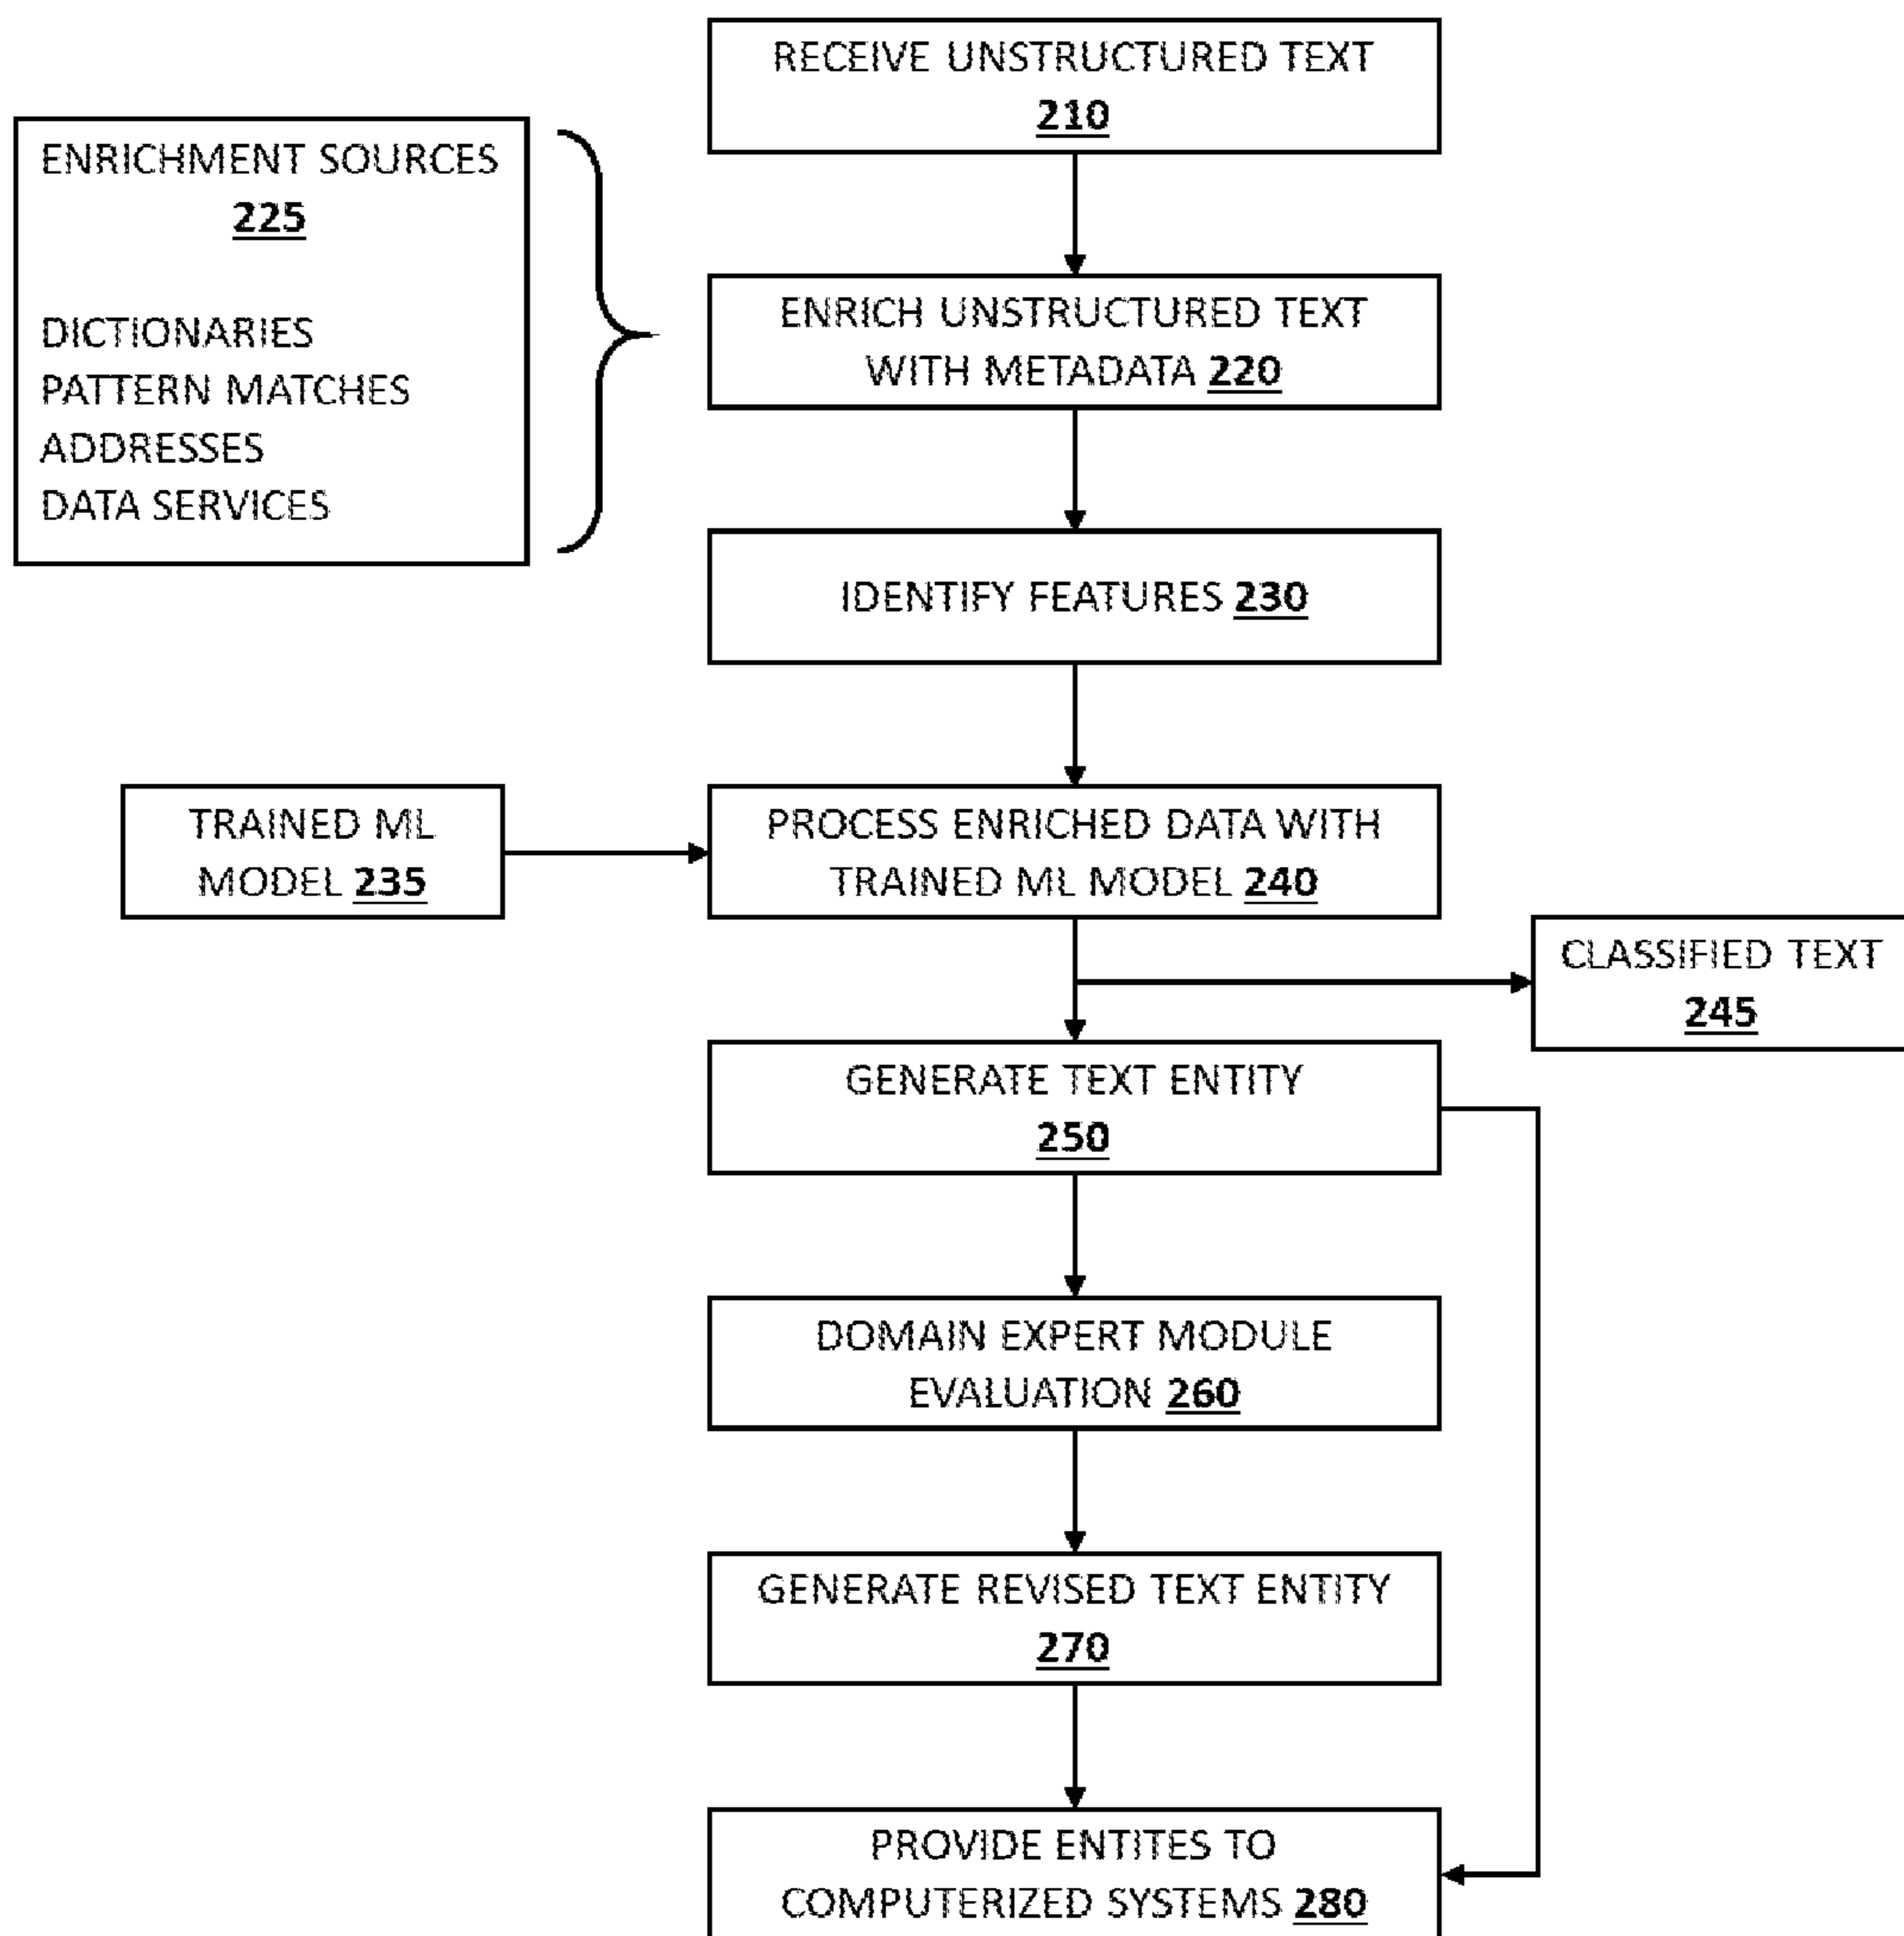 RECEIVE UNSTRUCTURED TEXT
210
ENRICHMENT SOURCES
225
DICTIONARIES
PATTERN MATCHES
ADDRESSES
DATA SERVICES
ENRICH UNSTRUCTURED TEXT
WITH METADATA 220
IDENTIFY FEATURES 230
TRAINED ML
MODEL 235
PROCESS ENRICHED DATA WITH
TRAINED ML MODEL 240
CLASSIFIED TEXT
245
GENERATE TEXT ENTITY
250
DOMAIN EXPERT MODULE
EVALUATION 260
GENERATE REVISED TEXT ENTITY
270
PROVIDE ENTITES TO
COMPUTERIZED SYSTEMS 280